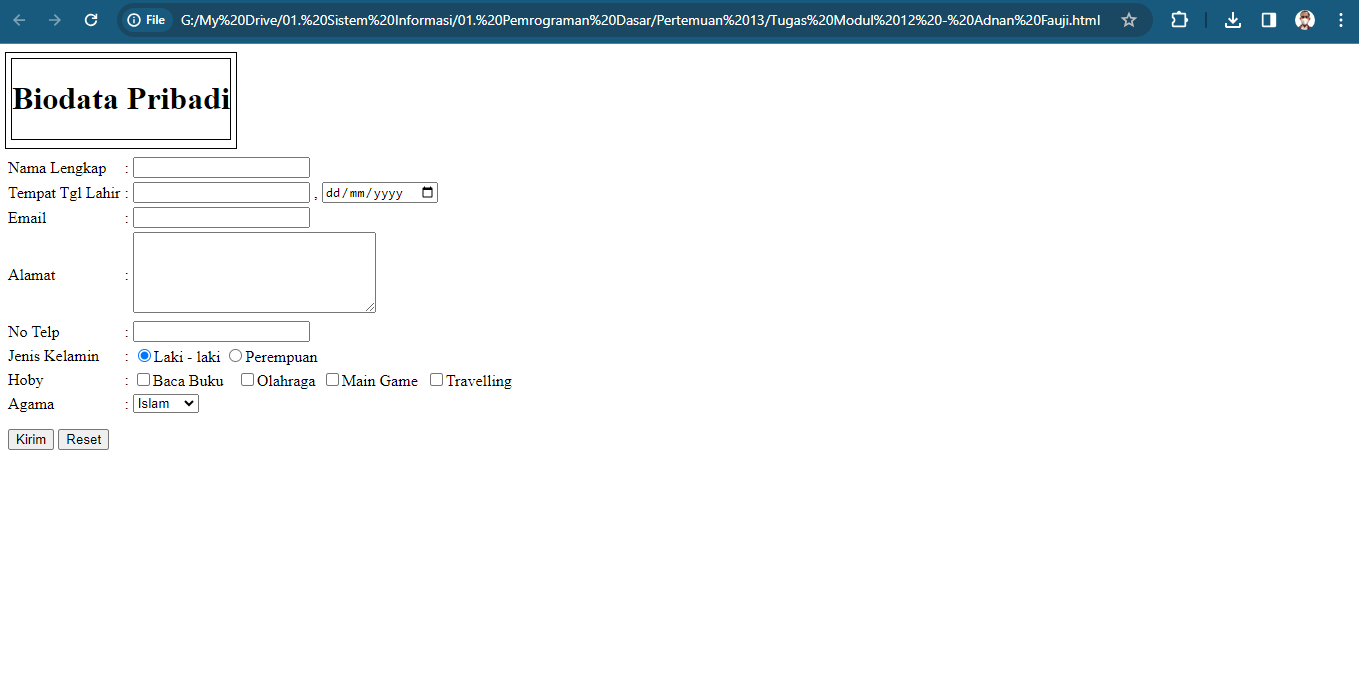 File G:/My%20Drive/01.%20Sistem%20Informasi/01.%20Pemrograman%20Dasar/Pertemuan%2013/Tugas%20Modul%2012%20-%20Adnan%20Fauji.html
Biodata Pribadi
Nama Lengkap :
Tempat Tgl Lahir : , dd/mm/yyyy
Email :
Alamat :
No Telp :
Jenis Kelamin : Laki - laki Perempuan
Hoby : Baca Buku Olahraga Main Game Travelling
Agama : Islam
Kirim Reset